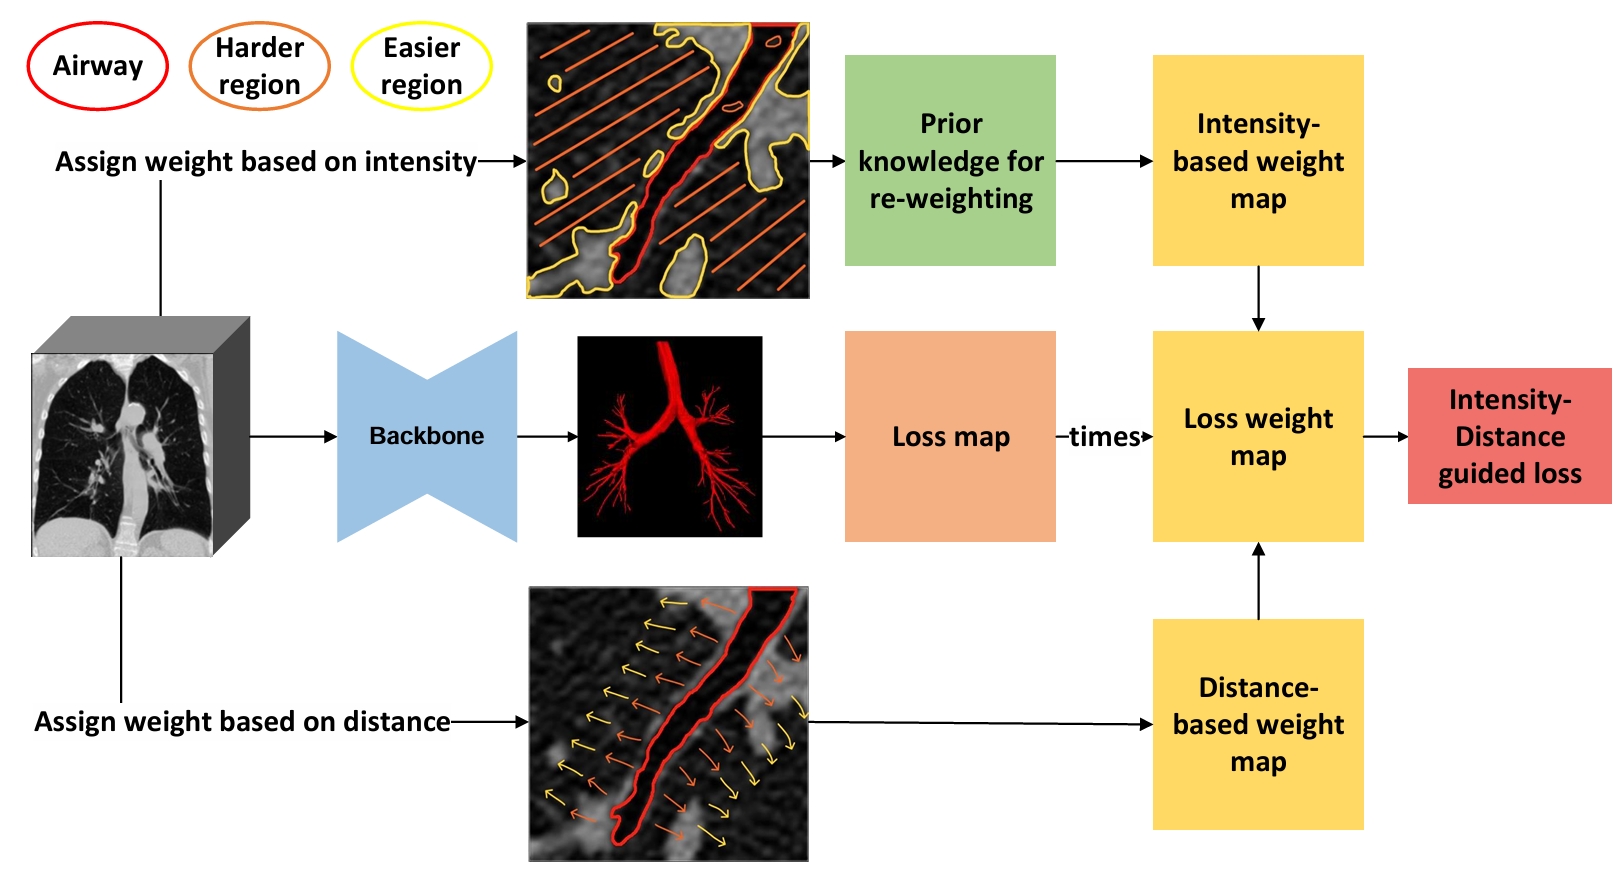 Airway
Harder
region
Easier
region
Assign weight based on intensity
Prior
knowledge for
re-weighting
Intensity-
based weight
map
Backbone
Loss map
times
Loss weight
map
Intensity-
Distance
guided loss
Assign weight based on distance
Distance-
based weight
map